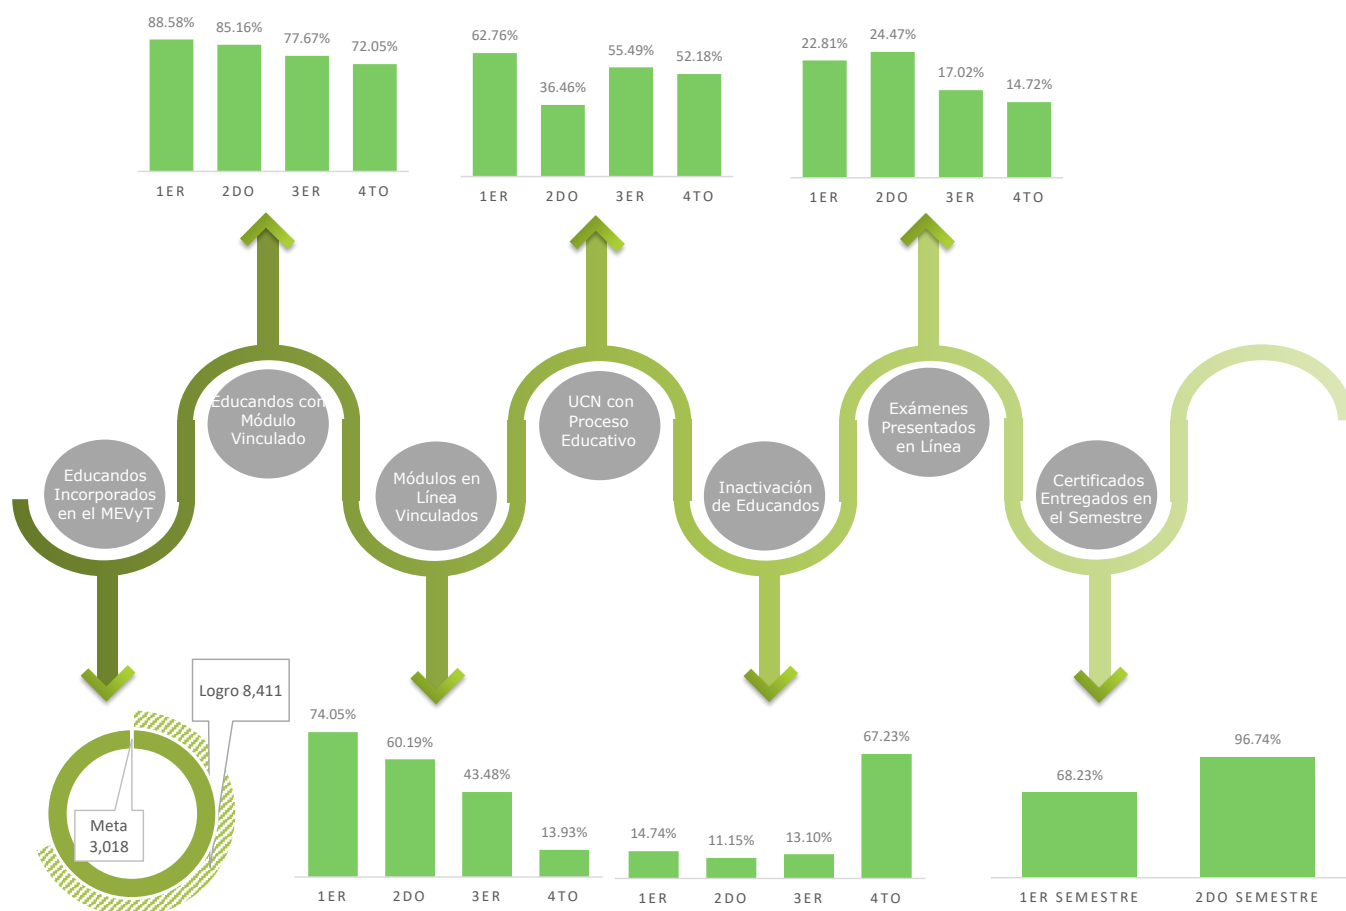 88.58%
85.16%
77.67%
72.05%
1ER
2DO
3ER
4TO
62.76%
36.46%
55.49%
52.18%
1ER
2DO
3ER
4TO
22.81%
24.47%
17.02%
14.72%
1ER
2DO
3ER
4TO
Educandos
Incorporados
en el MEVyT
Educandos con
Módulo
Vinculado
Módulos en
Línea
Vinculados
UCN con
Proceso
Educativo
Inactivación
de Educandos
Exámenes
Presentados
en Línea
Certificados
Entregados en
el Semestre
Logro 8,411
Meta
3,018
74.05%
60.19%
43.48%
13.93%
1ER
2DO
3ER
4TO
14.74%
11.15%
13.10%
67.23%
1ER
2DO
3ER
4TO
68.23%
96.74%
1ER SEMESTRE
2DO SEMESTRE